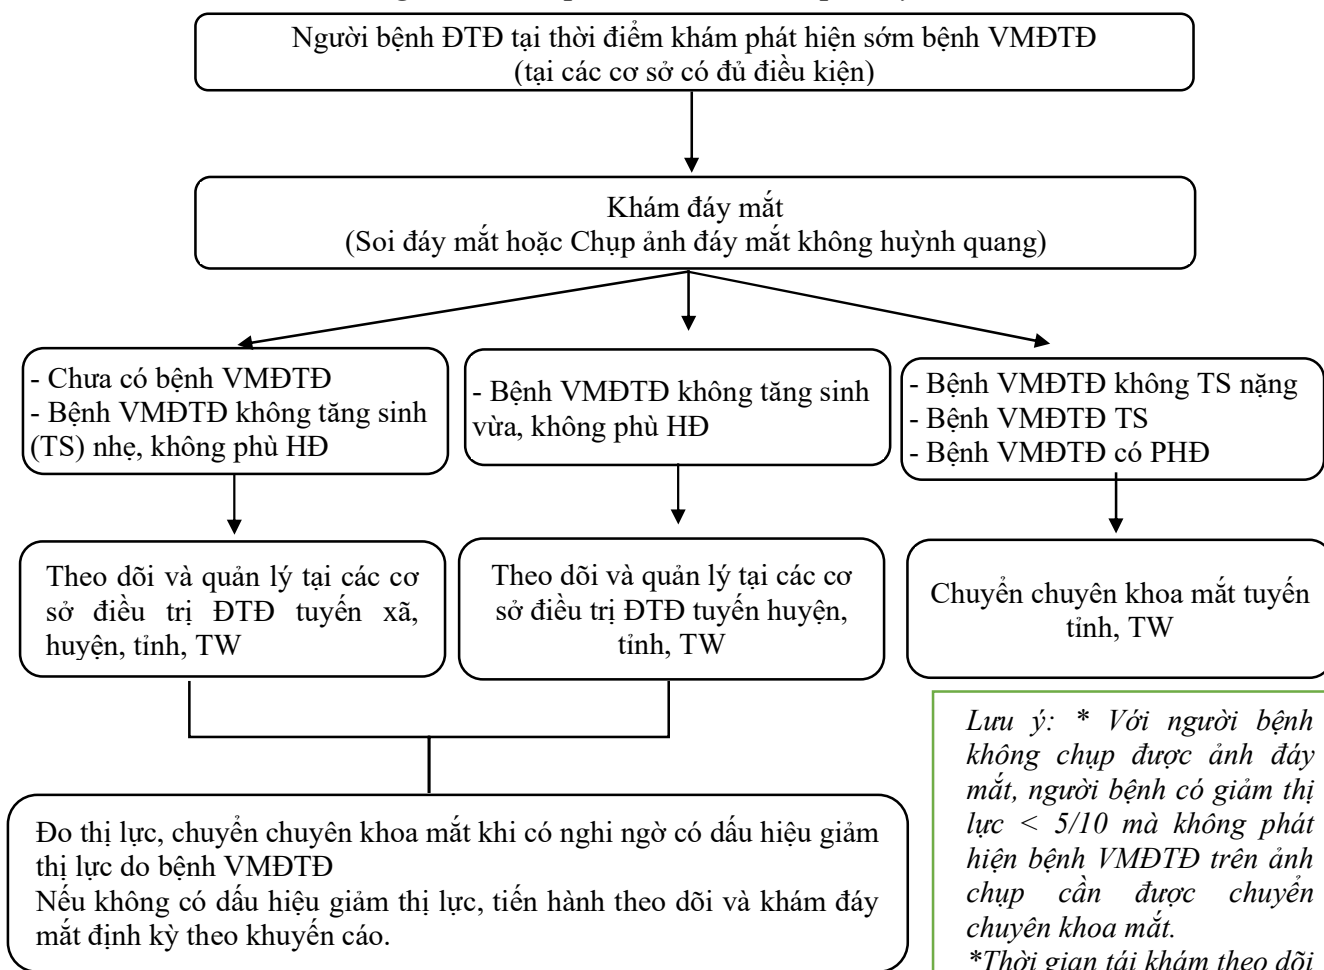 Người bệnh ĐTĐ tại thời điểm khám phát hiện sớm bệnh VMĐTĐ
(tại các cơ sở có đủ điều kiện)
Khám đáy mắt
(Soi đáy mắt hoặc Chụp ảnh đáy mắt không huỳnh quang)
- Chưa có bệnh VMĐTĐ
- Bệnh VMĐTĐ không tăng sinh
(TS) nhẹ, không phù HĐ
- Bệnh VMĐTĐ không tăng sinh
vừa, không phù HĐ
- Bệnh VMĐTĐ không TS nặng
- Bệnh VMĐTĐ TS
- Bệnh VMĐTĐ có PHĐ
Theo dõi và quản lý tại các cơ
sở điều trị ĐTĐ tuyến xã,
huyện, tỉnh, TW
Theo dõi và quản lý tại các cơ
sở điều trị ĐTĐ tuyến huyện,
tỉnh, TW
Chuyển chuyên khoa mắt tuyến
tỉnh, TW
Đo thị lực, chuyển chuyên khoa mắt khi có nghi ngờ có dấu hiệu giảm
thị lực do bệnh VMĐTĐ
Nếu không có dấu hiệu giảm thị lực, tiến hành theo dõi và khám đáy
mắt định kỳ theo khuyến cáo.
Lưu ý: * Với người bệnh
không chụp được ảnh đáy
mắt, người bệnh có giảm thị
lực < 5/10 mà không phát
hiện bệnh VMĐTĐ trên ảnh
chụp cần được chuyển
chuyên khoa mắt.
*Thời gian tái khám theo dõi